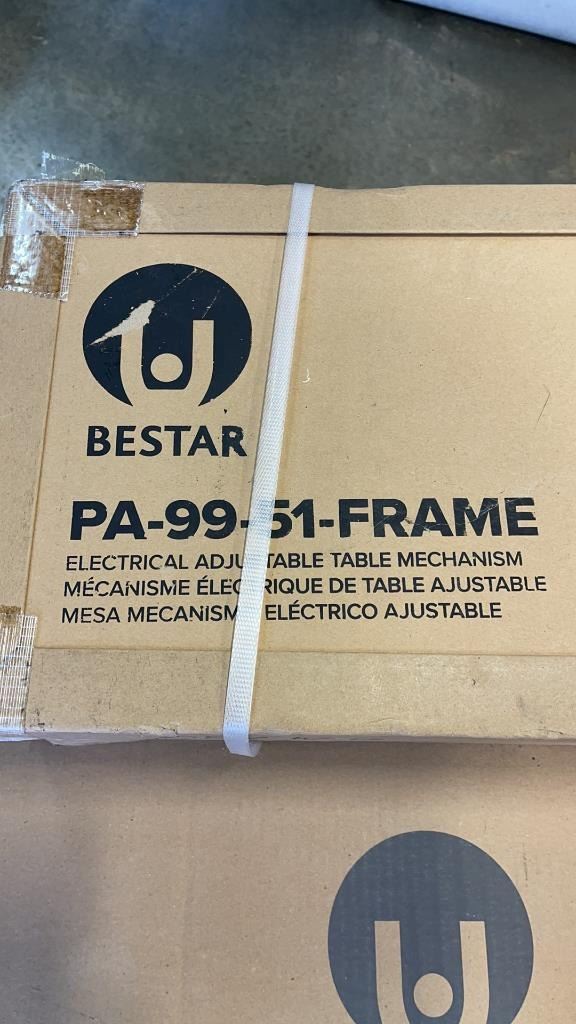 BESTAR
PA-99-51-FRAME
ELECTRICAL ADJUSTABLE TABLE MECHANISM
MÉCANISME ÉLECTRIQUE DE TABLE AJUSTABLE
MESA MECANISMO ELÉCTRICO AJUSTABLE